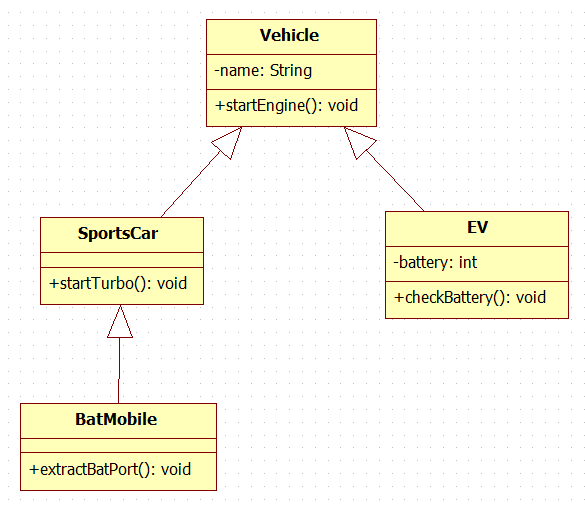 Vehicle
-name: String
+startEngine(): void
SportsCar
+startTurbo(): void
EV
-battery: int
+checkBattery(): void
BatMobile
+extractBatPort(): void